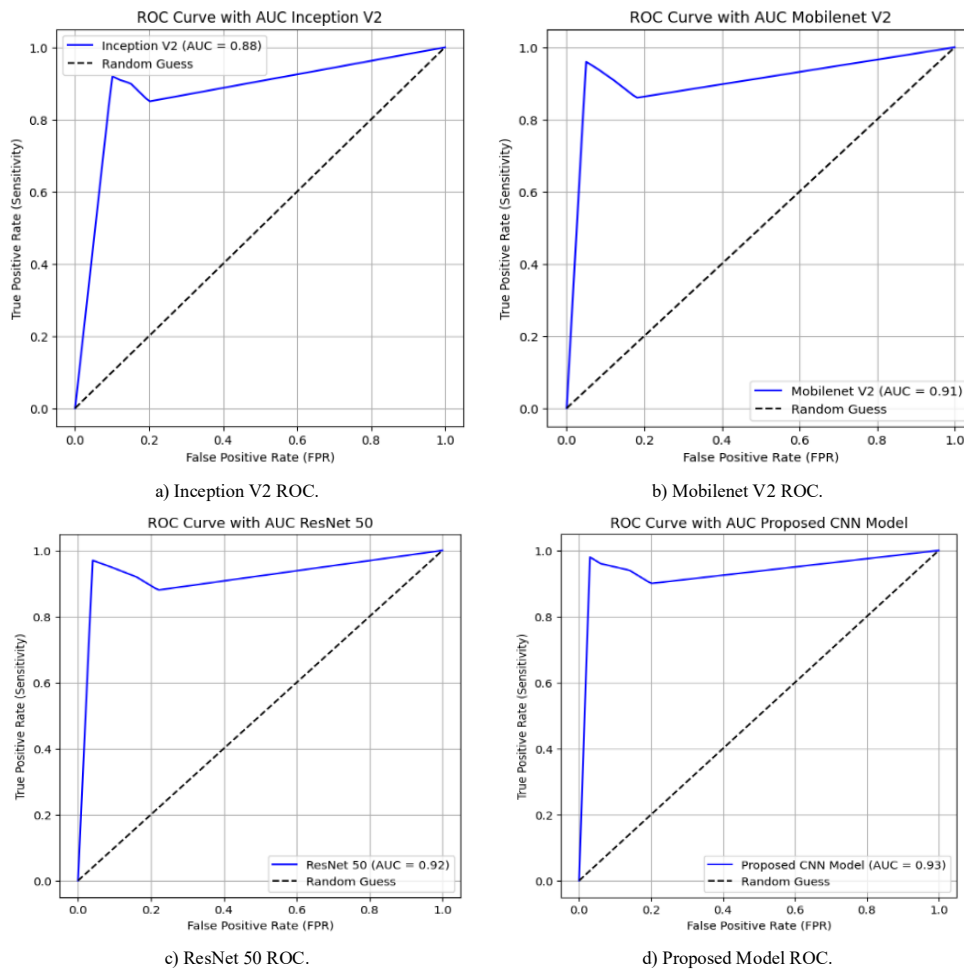 ROC Curve with AUC Inception V2
Inception V2 (AUC = 0.88)
Random Guess
True Positive Rate (Sensitivity)
1.0
0.8
0.6
0.4
0.2
0.0
0.0 0.2 0.4 0.6 0.8 1.0
False Positive Rate (FPR)
a) Inception V2 ROC.
ROC Curve with AUC Mobilenet V2
True Positive Rate (Sensitivity)
1.0
0.8
0.6
0.4
0.2
0.0
Mobilenet V2 (AUC = 0.91)
Random Guess
0.0 0.2 0.4 0.6 0.8 1.0
False Positive Rate (FPR)
b) Mobilenet V2 ROC.
ROC Curve with AUC ResNet 50
True Positive Rate (Sensitivity)
1.0
0.8
0.6
0.4
0.2
0.0
ResNet 50 (AUC = 0.92)
Random Guess
0.0 0.2 0.4 0.6 0.8 1.0
False Positive Rate (FPR)
c) ResNet 50 ROC.
ROC Curve with AUC Proposed CNN Model
True Positive Rate (Sensitivity)
1.0
0.8
0.6
0.4
0.2
0.0
Proposed CNN Model (AUC = 0.93)
Random Guess
0.0 0.2 0.4 0.6 0.8 1.0
False Positive Rate (FPR)
d) Proposed Model ROC.